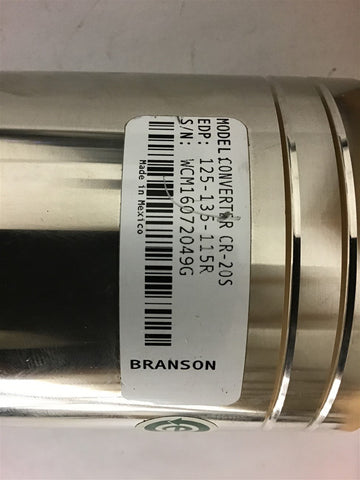 MODEL:CONVERTER CR-20S
EDP: 125-135-115R
S/N: WCM16072049G
Made in Mexico
BRANSON